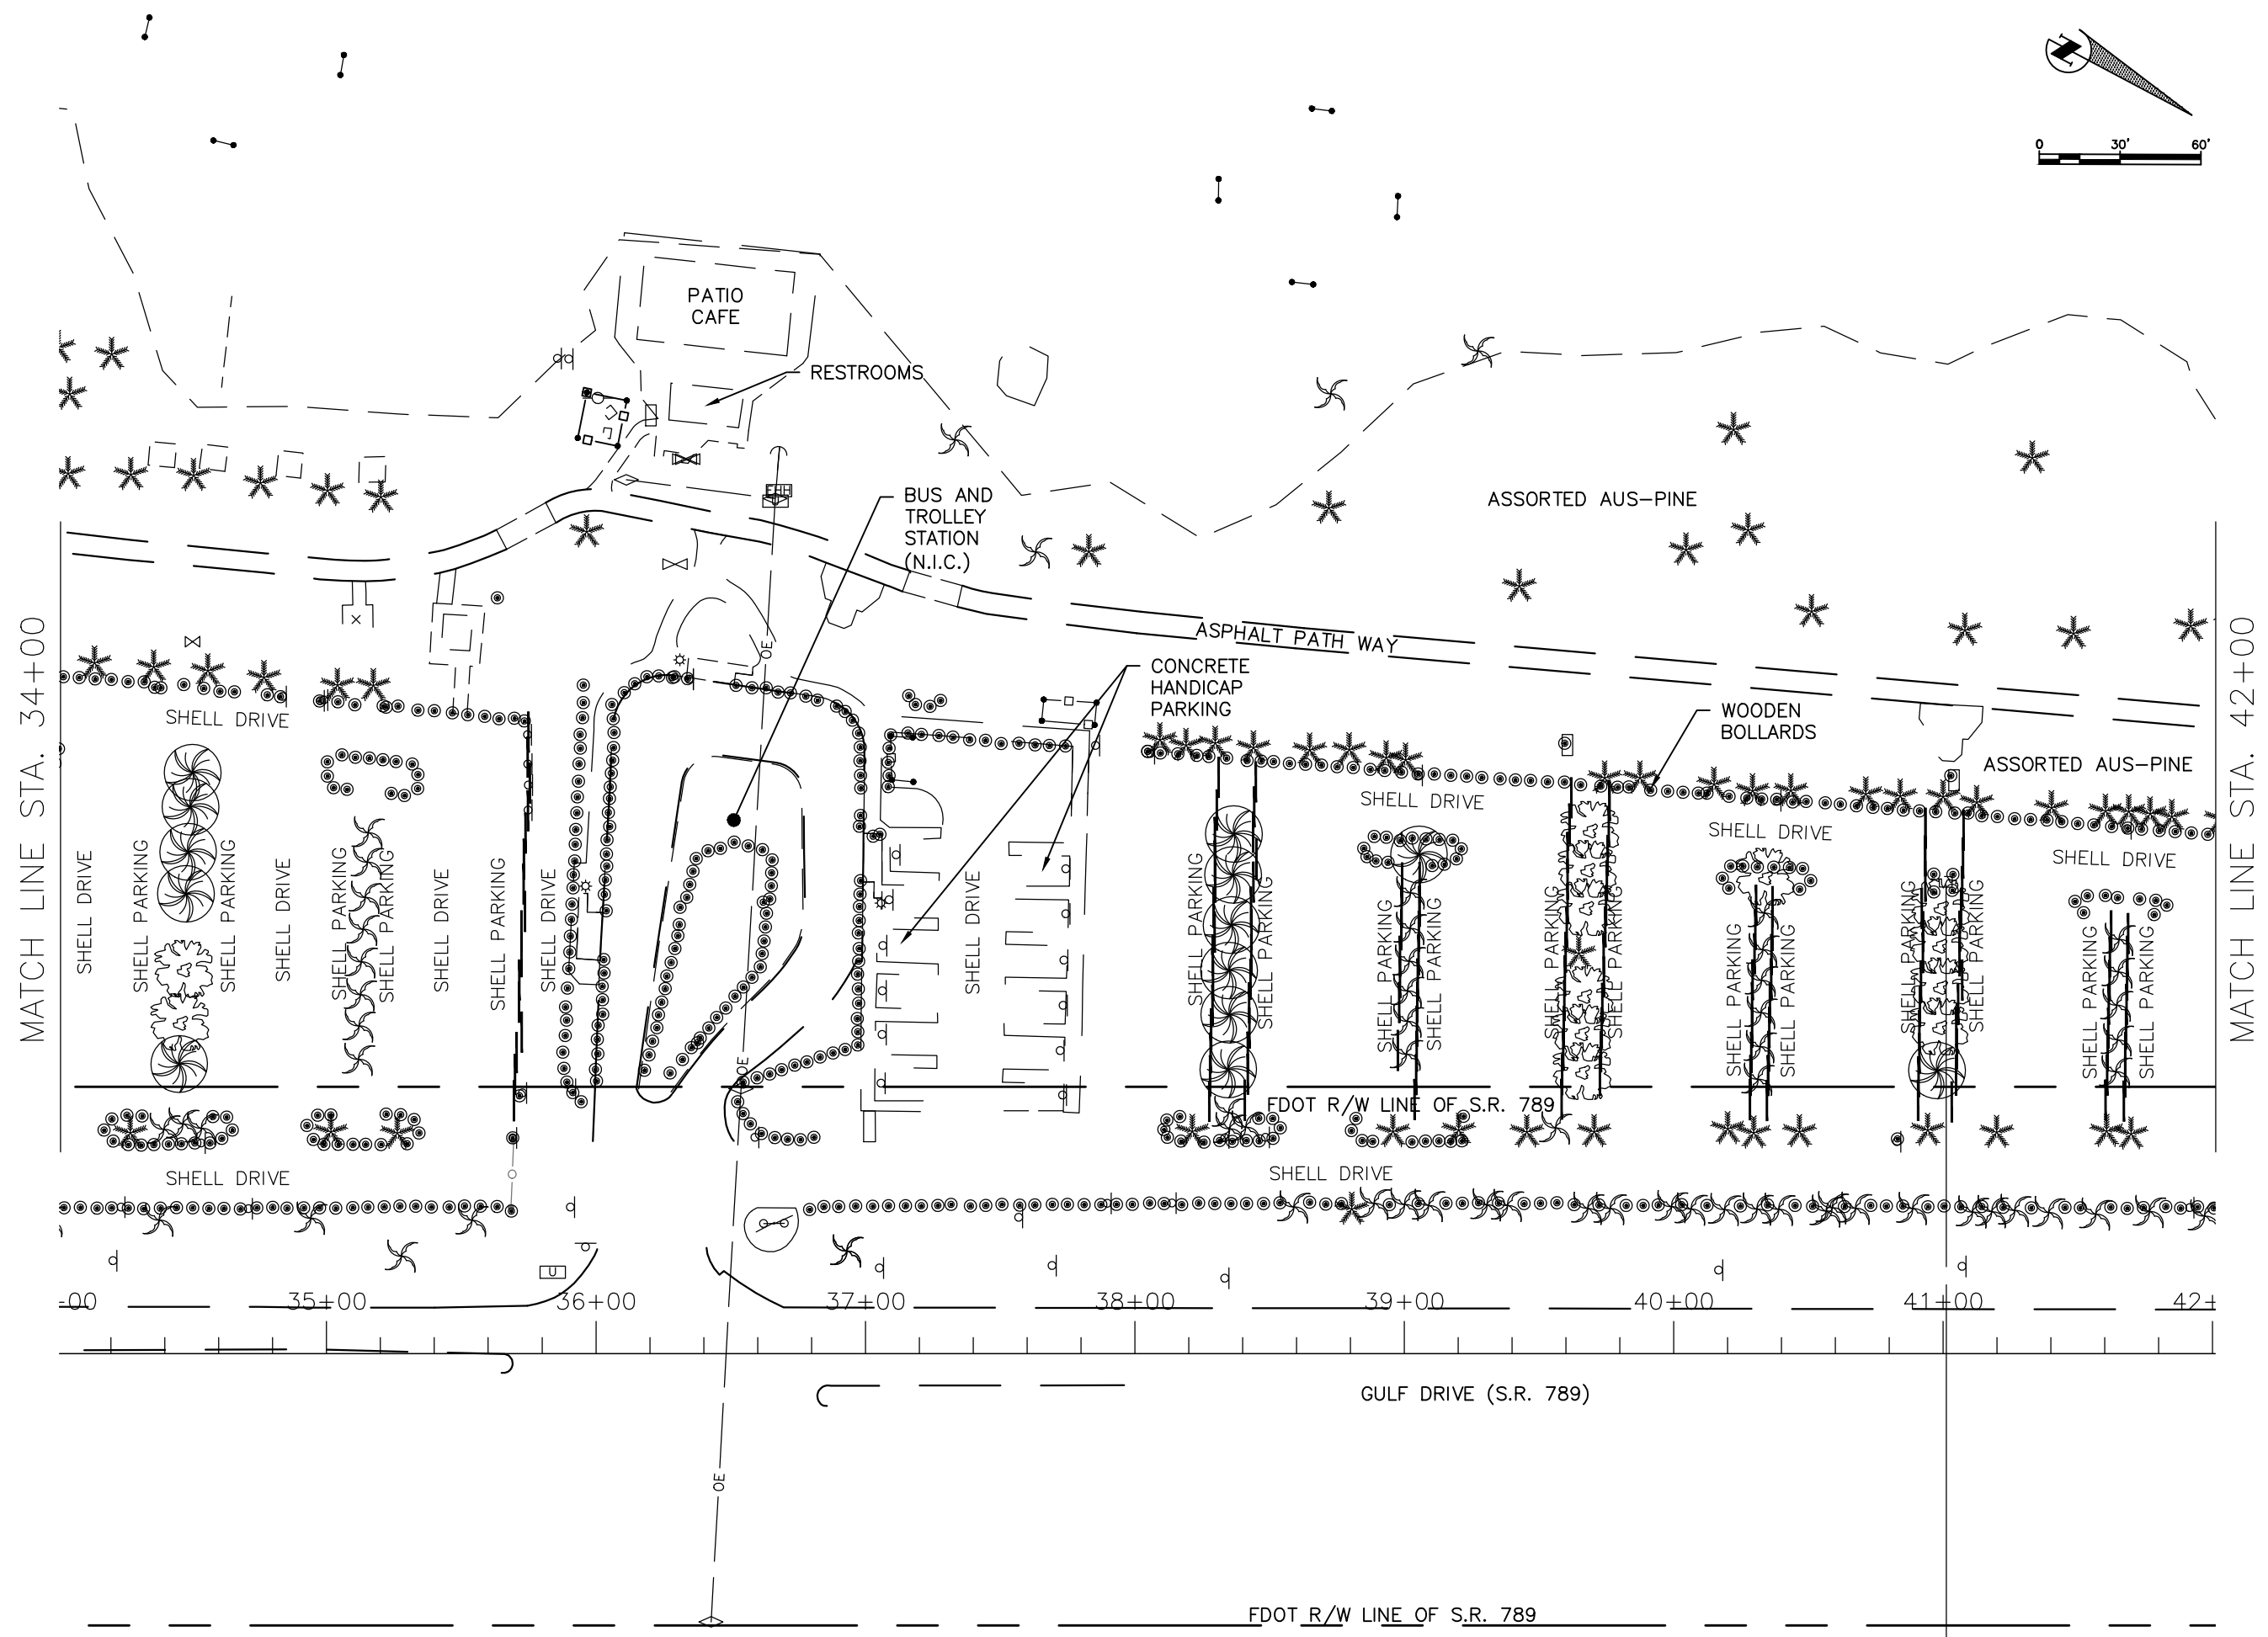 N
0 30' 60'
PATIO
CAFE
RESTROOMS
EHH
BUS AND
TROLLEY
STATION
(N.I.C.)
ASSORTED AUS-PINE
OE
ASPHALT PATH WAY
CONCRETE
HANDICAP
PARKING
WOODEN
BOLLARDS
ASSORTED AUS-PINE
MATCH LINE STA. 34+00
MATCH LINE STA. 42+00
SHELL DRIVE
SHELL DRIVE
SHELL DRIVE
SHELL DRIVE
SHELL DRIVE
SHELL PARKING
SHELL PARKING
SHELL DRIVE
SHELL PARKING
SHELL PARKING
SHELL DRIVE
SHELL PARKING
SHELL DRIVE
SHELL DRIVE
SHELL PARKING
SHELL PARKING
SHELL PARKING
SHELL PARKING
SHELL PARKING
SHELL PARKING
SHELL PARKING
SHELL PARKING
SHELL PARKING
SHELL PARKING
SHELL PARKING
SHELL PARKING
OE
FDOT R/W LINE OF S.R. 789
SHELL DRIVE
SHELL DRIVE
U
-00 35+00 36+00 37+00 38+00 39+00 40+00 41+00 42+
GULF DRIVE (S.R. 789)
OE
FDOT R/W LINE OF S.R. 789